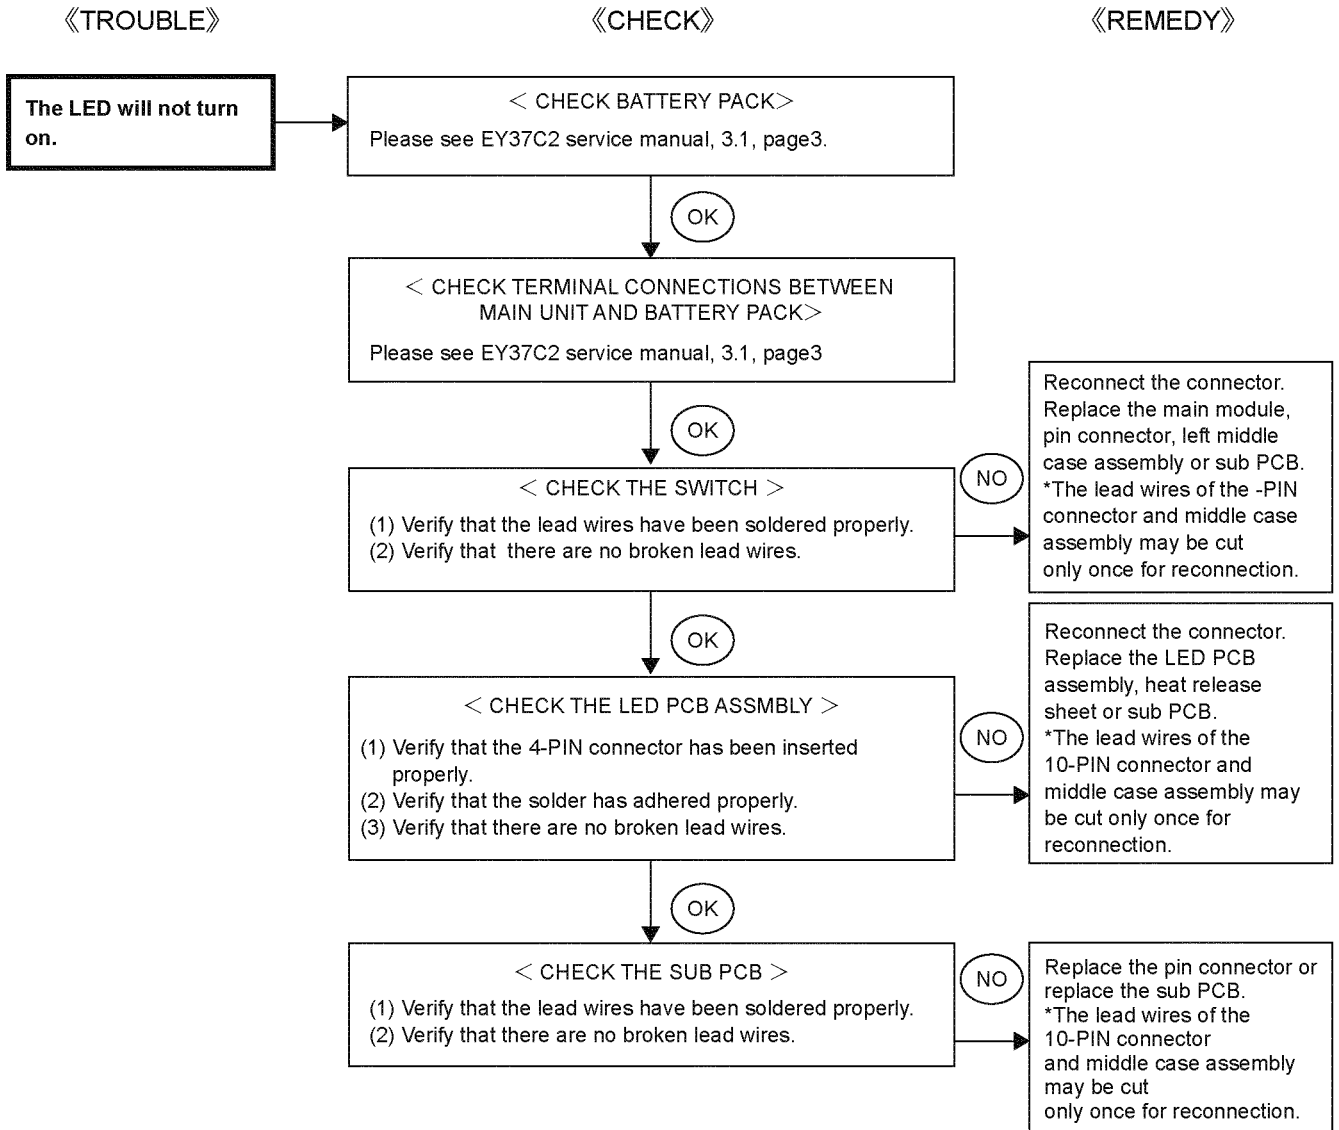 《TROUBLE》
《CHECK》
《REMEDY》
The LED will not turn
on.
< CHECK BATTERY PACK>
Please see EY37C2 service manual, 3.1, page3.
OK
< CHECK TERMINAL CONNECTIONS BETWEEN
MAIN UNIT AND BATTERY PACK>
Please see EY37C2 service manual, 3.1, page3
OK
< CHECK THE SWITCH >
(1) Verify that the lead wires have been soldered properly.
(2) Verify that there are no broken lead wires.
NO
Reconnect the connector.
Replace the main module,
pin connector, left middle
case assembly or sub PCB.
*The lead wires of the -PIN
connector and middle case
assembly may be cut
only once for reconnection.
OK
< CHECK THE LED PCB ASSMBLY >
(1) Verify that the 4-PIN connector has been inserted
properly.
(2) Verify that the solder has adhered properly.
(3) Verify that there are no broken lead wires.
NO
Reconnect the connector.
Replace the LED PCB
assembly, heat release
sheet or sub PCB.
*The lead wires of the
10-PIN connector and
middle case assembly may
be cut only once for
reconnection.
OK
< CHECK THE SUB PCB >
(1) Verify that the lead wires have been soldered properly.
(2) Verify that there are no broken lead wires.
NO
Replace the pin connector or
replace the sub PCB.
*The lead wires of the
10-PIN connector
and middle case assembly
may be cut
only once for reconnection.